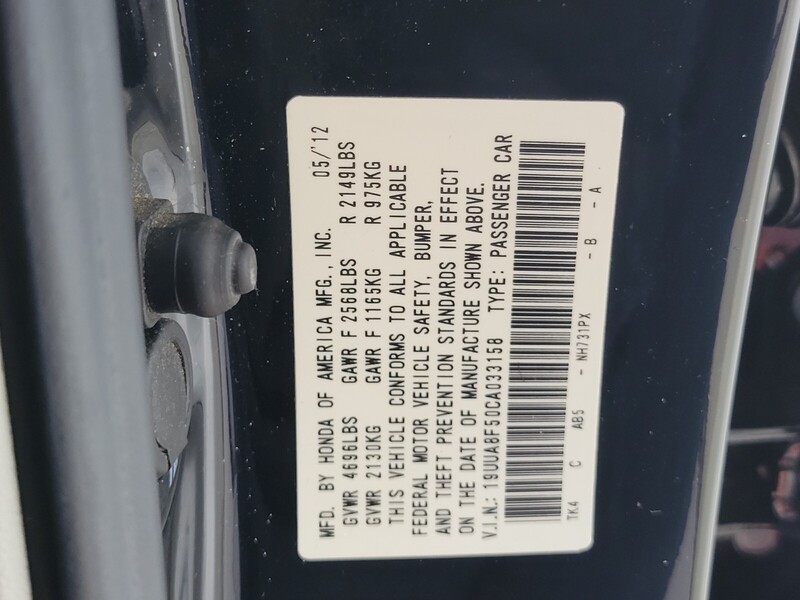 MFD. BY HONDA OF AMERICA MFG., INC. 05/'12
GVWR 4696LBS GAWR F 2568LBS R 2149LBS
GVWR 2130KG GAWR F 1165KG R 975KG
THIS VEHICLE CONFORMS TO ALL APPLICABLE
FEDERAL MOTOR VEHICLE SAFETY, BUMPER,
AND THEFT PREVENTION STANDARDS IN EFFECT
ON THE DATE OF MANUFACTURE SHOWN ABOVE.
V.I.N.: 19UUA8F50CA033158 TYPE: PASSENGER CAR
TK4 C AB5 - NH731PX - B - A